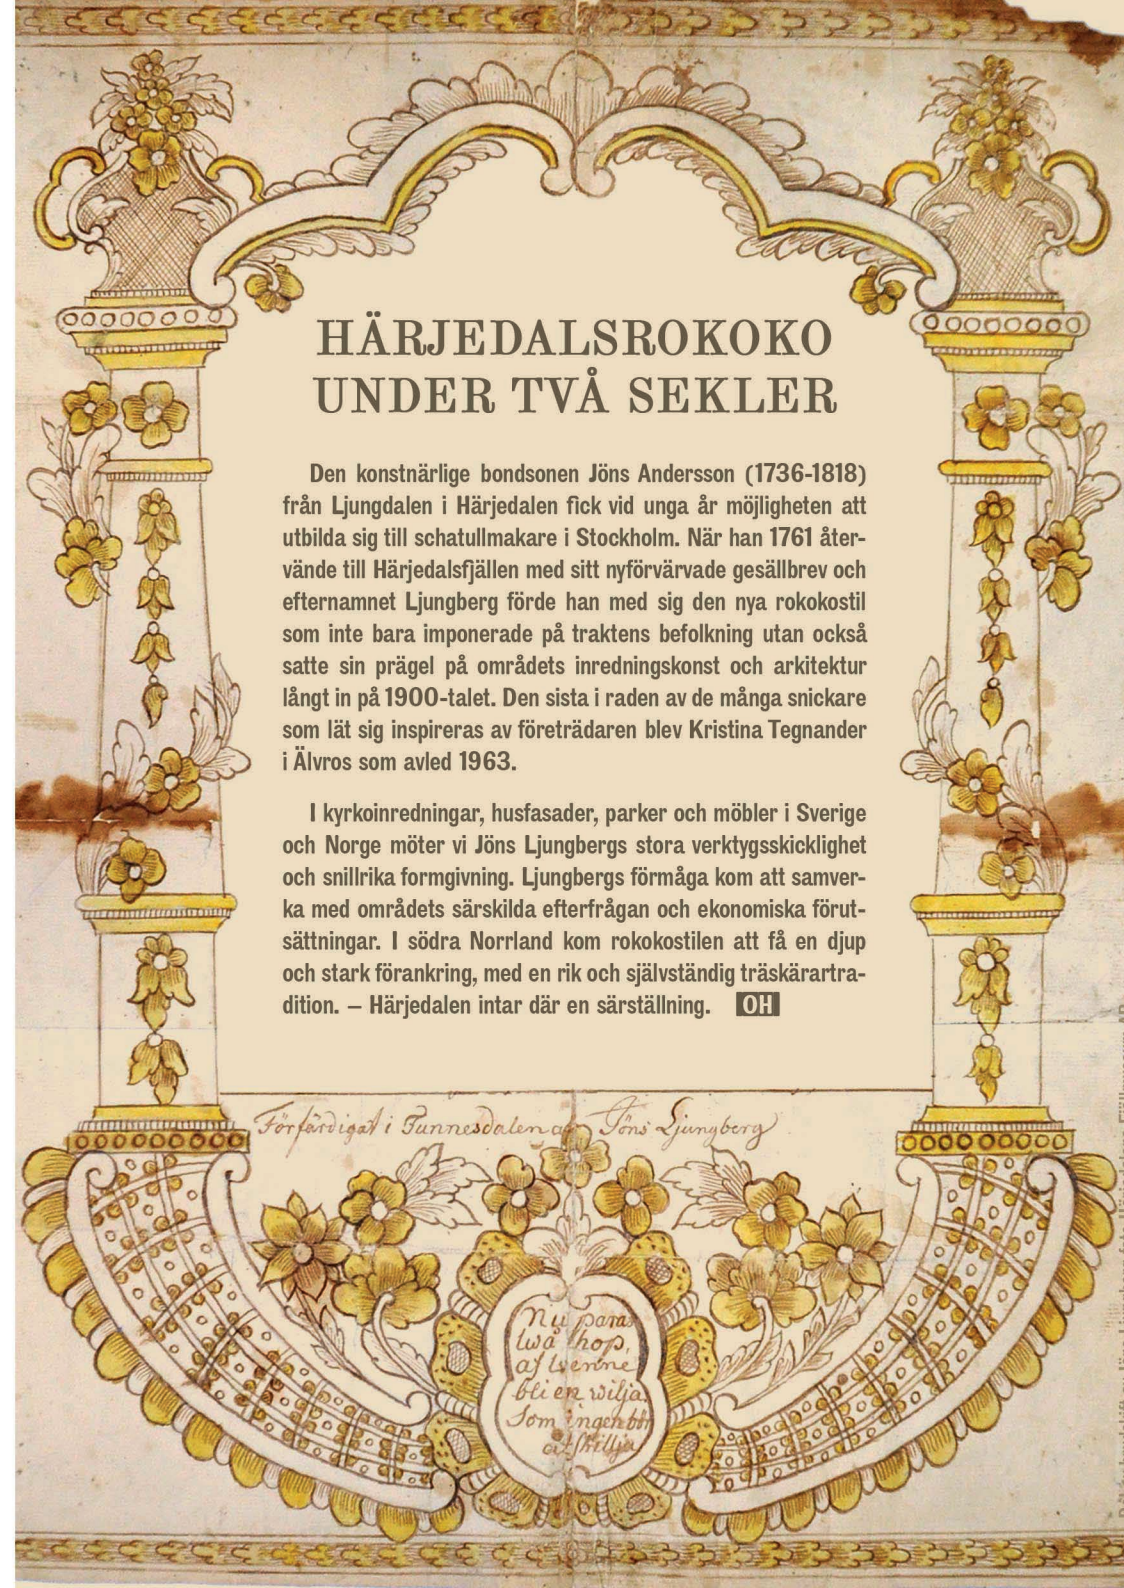 HÄRJEDALSROKOKO
UNDER TVÅ SEKLER
Den konstnärlige bondsonen Jöns Andersson (1736-1818)
från Ljungdalen i Härjedalen fick vid unga år möjligheten att
utbilda sig till schatullmakare i Stockholm. När han 1761 åter-
vände till Härjedalsfjällen med sitt nyförvärvade gesällbrev och
efternamnet Ljungberg förde han med sig den nya rokokostil
som inte bara imponerade på traktens befolkning utan också
satte sin prägel på områdets inredningskonst och arkitektur
långt in på 1900-talet. Den sista i raden av de många snickare
som lät sig inspireras av företrädaren blev Kristina Tegnander
i Älvros som avled 1963.
I kyrkoinredningar, husfasader, parker och möbler i Sverige
och Norge möter vi Jöns Ljungbergs stora verktygsskicklighet
och snillrika formgivning. Ljungbergs förmåga kom att samver-
ka med områdets särskilda efterfrågan och ekonomiska förut-
sättningar. I södra Norrland kom rokokostilen att få en djup
och stark förankring, med en rik och självständig träskärartra-
dition. – Härjedalen intar där en särställning. OH
Förfärdigat i Funnesdalen af Jöns Ljungberg
Nu paras
twå hop,
af twenne
bli en wilja
Som ingen bör
åtskilja